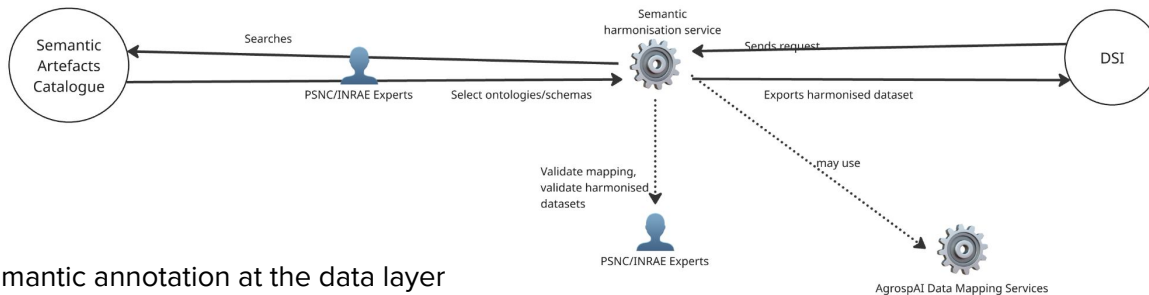 Semantic
Artefacts
Catalogue
Searches
PSNC/INRAE Experts
Select ontologies/schemas
Semantic
harmonisation service
Sends request
Exports harmonised dataset
DSI
Validate mapping,
validate harmonised
datasets
may use
PSNC/INRAE Experts
AgrospAI Data Mapping Services
mantic annotation at the data layer